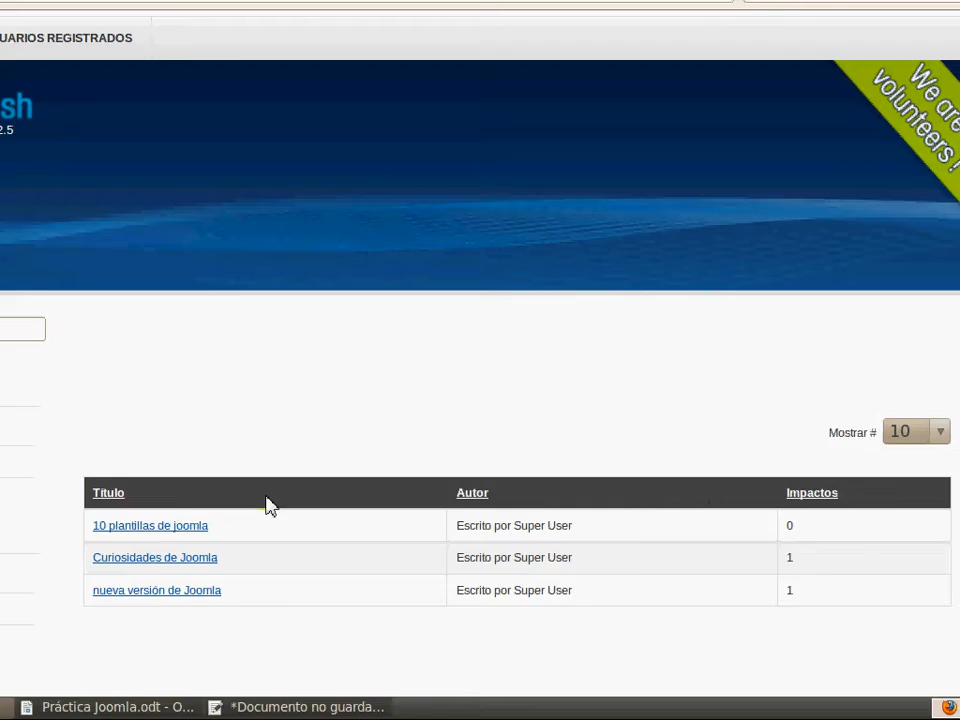 UARIOS REGISTRADOS
sh
2.5
We are
volunteers !
Mostrar # 10
Título Autor Impactos
10 plantillas de joomla Escrito por Super User 0
Curiosidades de Joomla Escrito por Super User 1
nueva versión de Joomla Escrito por Super User 1
Práctica Joomla.odt - O... *Documento no guarda...